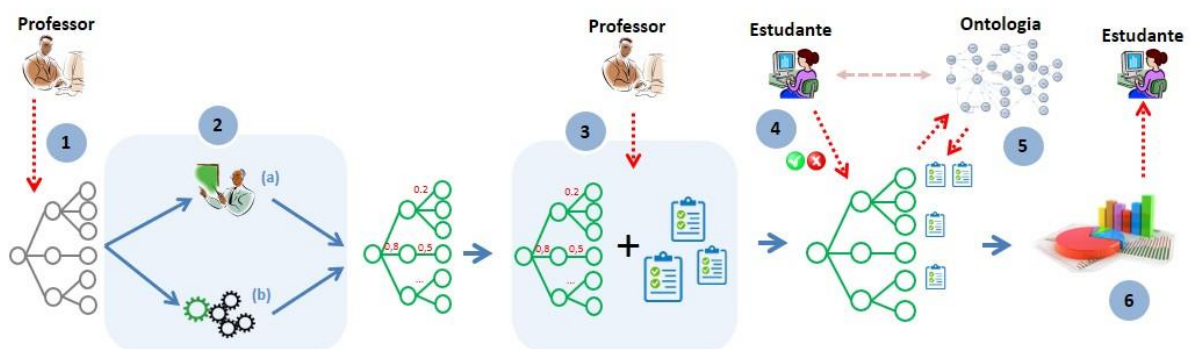 Professor
Professor
Estudante
Ontologia
Estudante
1
2
3
4
5
6
(a)
(b)
0.2
0,8
0,5
...
0,2
0,8
0,5
...